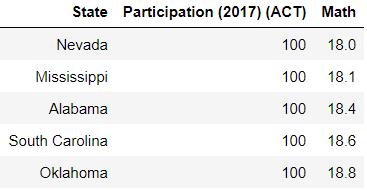 State Participation (2017) (ACT) Math
Nevada 100 18.0
Mississippi 100 18.1
Alabama 100 18.4
South Carolina 100 18.6
Oklahoma 100 18.8